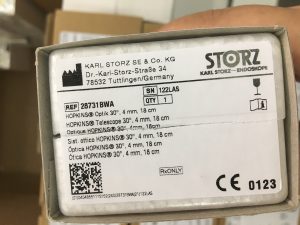 KARL STORZ SE & Co. KG
Dr.-Karl-Storz-Straße 34
78532 Tuttlingen/Germany
STORZ
KARL STORZ—ENDOSKOPE
REF 28731BWA
SN 122LAS
QTY 1
HOPKINS® Optik 30°, 4 mm, 18 cm
HOPKINS® Telescope 30°, 4 mm, 18 cm
Optique HOPKINS® 30°, 4 mm, 18 cm
Sist. ottico HOPKINS® 30°, 4 mm, 18 cm
Óptica HOPKINS® 30°, 4 mm, 18 cm
Óptica HOPKINS® 30°, 4 mm, 18 cm
RxONLY
CE 0123